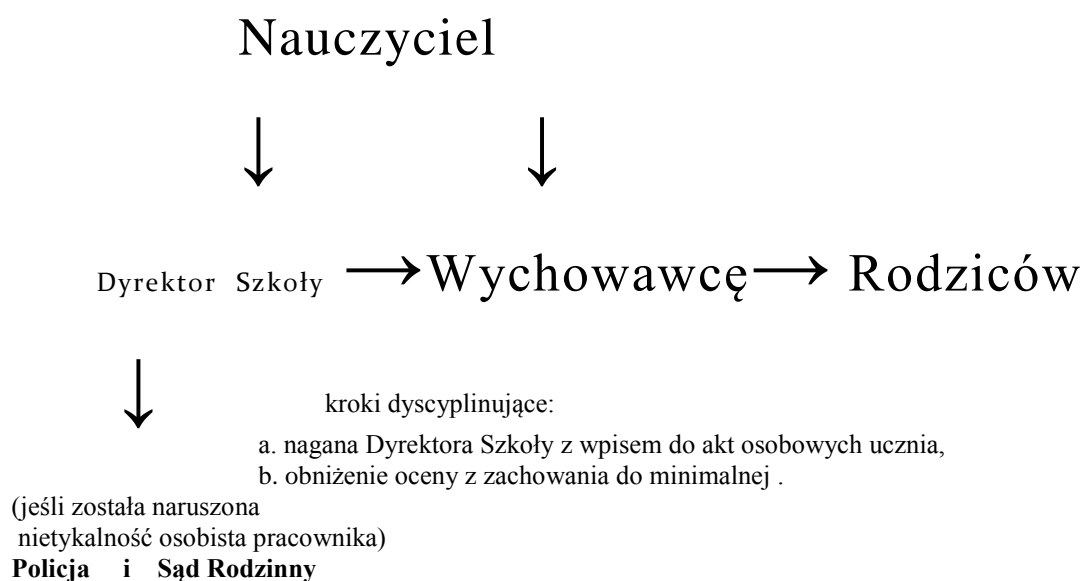 Nauczyciel
Dyrektor Szkoły → Wychowawcę → Rodziców
kroki dyscyplinujące:
a. nagana Dyrektora Szkoły z wpisem do akt osobowych ucznia,
b. obniżenie oceny z zachowania do minimalnej .
(jeśli została naruszona
nietykalność osobista pracownika)
Policja i Sąd Rodzinny